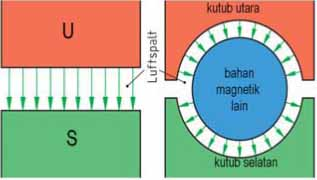 U
S
Luftspalt
kutub utara
bahan
magnetik
lain
kutub selatan